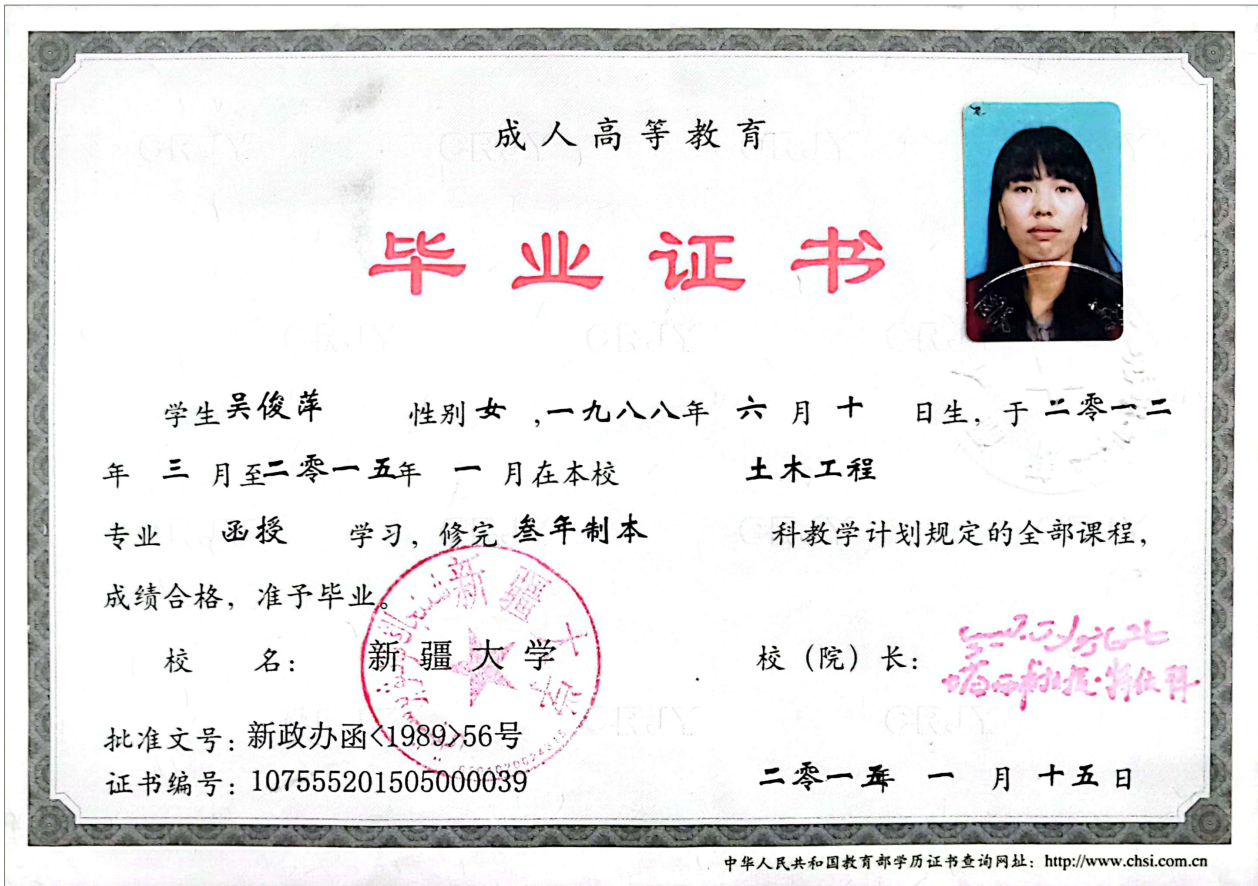 成人高等教育
毕业证书
学生吴俊萍 性别女,一九八八年六月十日生,于二零一二
年三月至二零一五年一月在本校 土木工程
专业 函授 学习,修完叁年制本 科教学计划规定的全部课程,
成绩合格,准予毕业。
校 名: 新疆大学 校(院)长:
新疆大学
批准文号:新政办函<1989>56号
证书编号:107555201505000039 二零一五年一月十五日
中华人民共和国教育部学历证书查询网址:http://www.chsi.com.cn